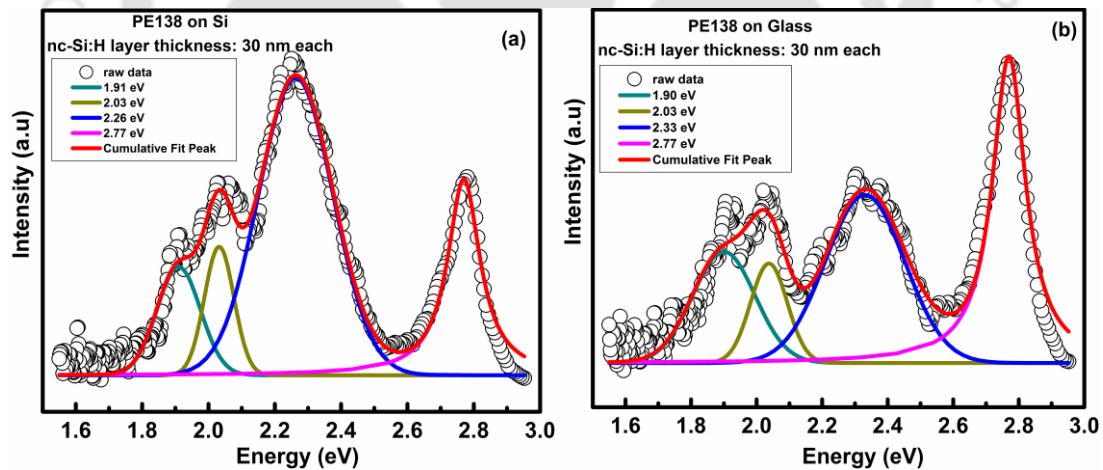 PE138 on Si
(a)
nc-Si:H layer thickness: 30 nm each
raw data
1.91 eV
2.03 eV
2.26 eV
2.77 eV
Cumulative Fit Peak
Intensity (a.u)
1.6 1.8 2.0 2.2 2.4 2.6 2.8 3.0
Energy (eV)
PE138 on Glass
(b)
nc-Si:H layer thickness: 30 nm each
raw data
1.90 eV
2.03 eV
2.33 eV
2.77 eV
Cumulative Fit Peak
Intensity (a.u)
1.6 1.8 2.0 2.2 2.4 2.6 2.8 3.0
Energy (eV)